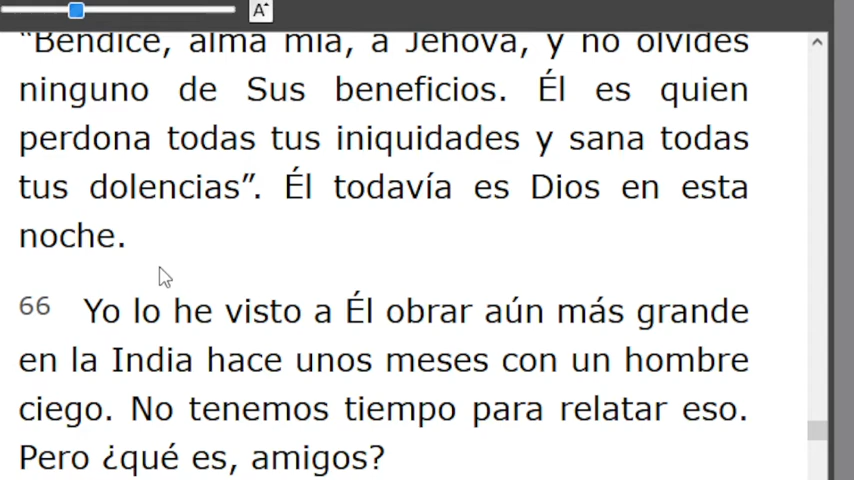 A
“Bendice, alma mía, a Jehová, y no olvides
ninguno de Sus beneficios. Él es quien
perdona todas tus iniquidades y sana todas
tus dolencias”. Él todavía es Dios en esta
noche.
66 Yo lo he visto a Él obrar aún más grande
en la India hace unos meses con un hombre
ciego. No tenemos tiempo para relatar eso.
Pero ¿qué es, amigos?